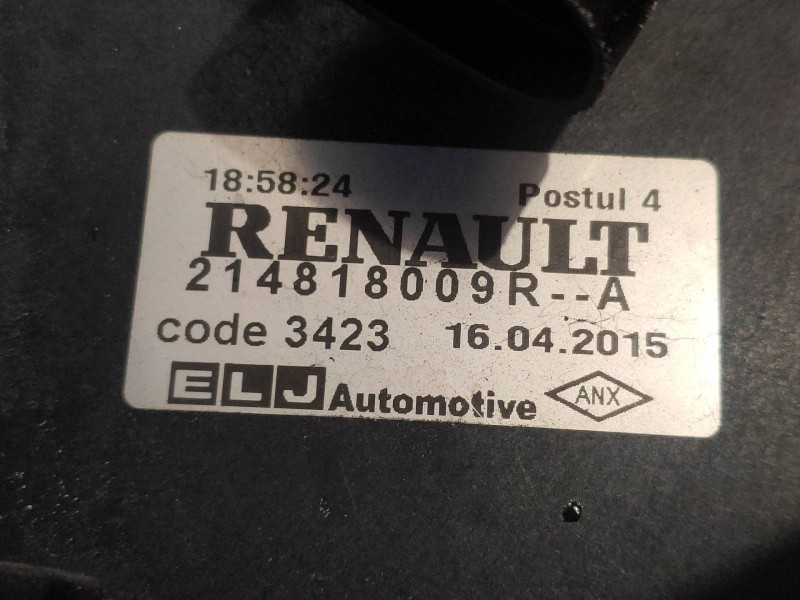 18:58:24 Postul 4
RENAULT
214818009R--A
code 3423 16.04.2015
ELJ Automotive ANX